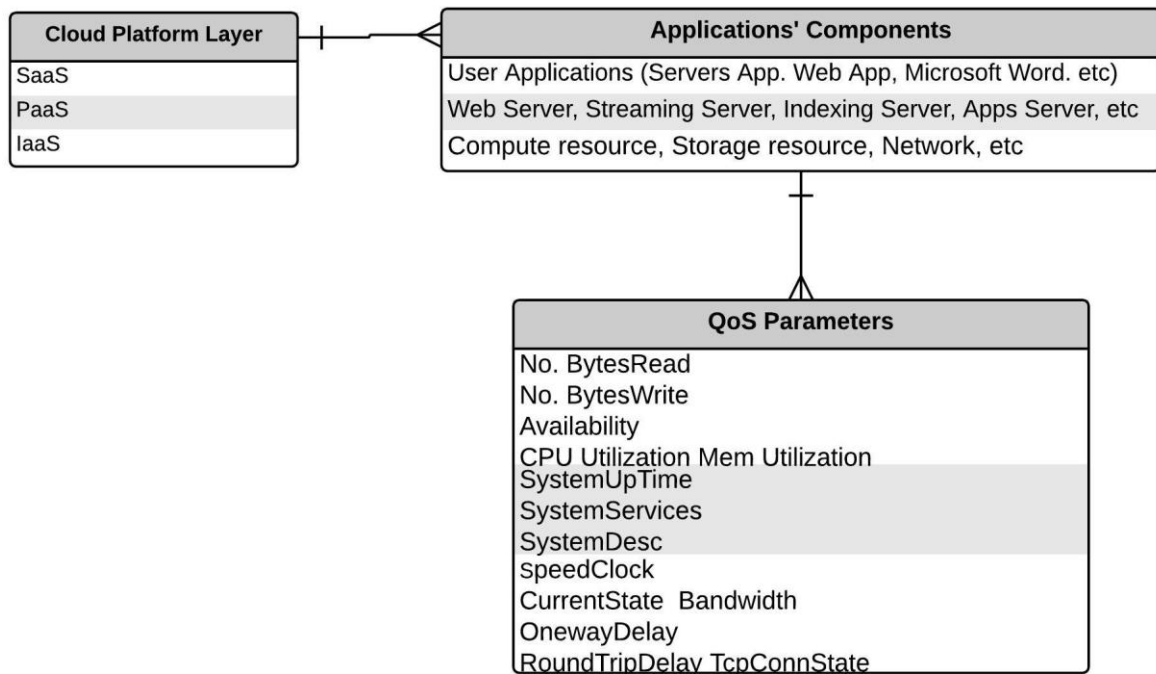 Cloud Platform Layer
SaaS
PaaS
IaaS
Applications' Components
User Applications (Servers App. Web App, Microsoft Word. etc)
Web Server, Streaming Server, Indexing Server, Apps Server, etc
Compute resource, Storage resource, Network, etc
QoS Parameters
No. BytesRead
No. BytesWrite
Availability
CPU Utilization Mem Utilization
SystemUpTime
SystemServices
SystemDesc
SpeedClock
CurrentState Bandwidth
OnewayDelay
RoundTripDelay TcpConnState